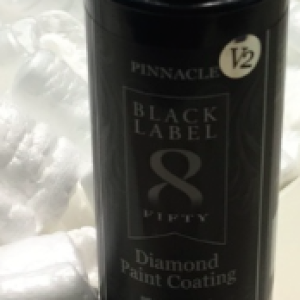 PINNACLE
V2
BLACK
LABEL
8
FIFTY
Diamond
Paint Coating